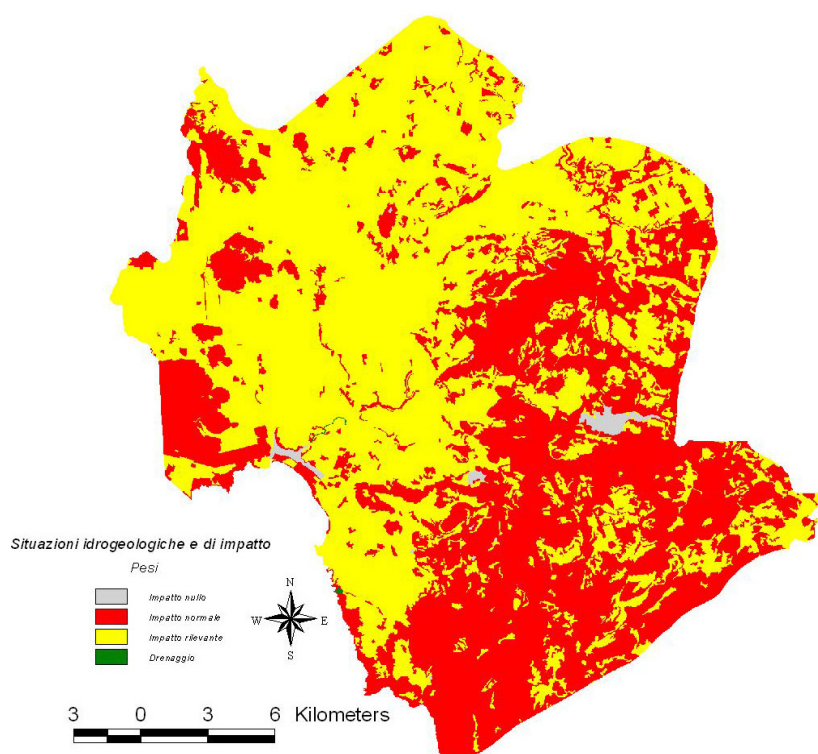 Situazioni idrogeologiche e di impatto
Pesi
Impatto nullo
Impatto normale
Impatto rilevante
Drenaggio
N
W E
S
3 0 3 6 Kilometers